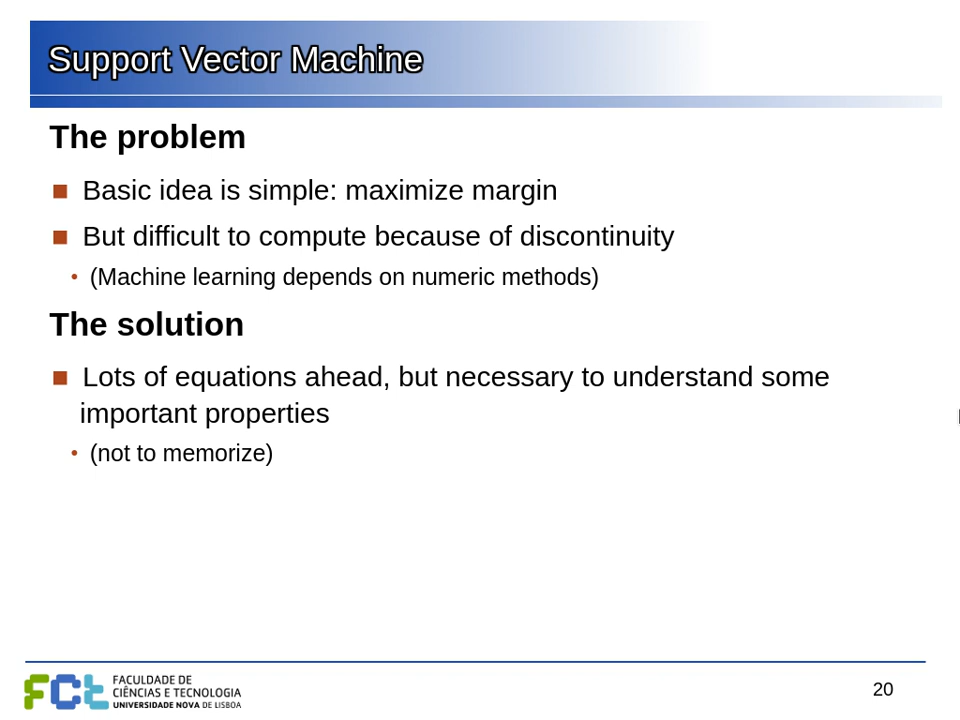 Support Vector Machine
The problem
■ Basic idea is simple: maximize margin
■ But difficult to compute because of discontinuity
• (Machine learning depends on numeric methods)
The solution
■ Lots of equations ahead, but necessary to understand some
important properties
• (not to memorize)
FCT
FACULDADE DE
CIÊNCIAS E TECNOLOGIA
UNIVERSIDADE NOVA DE LISBOA
20